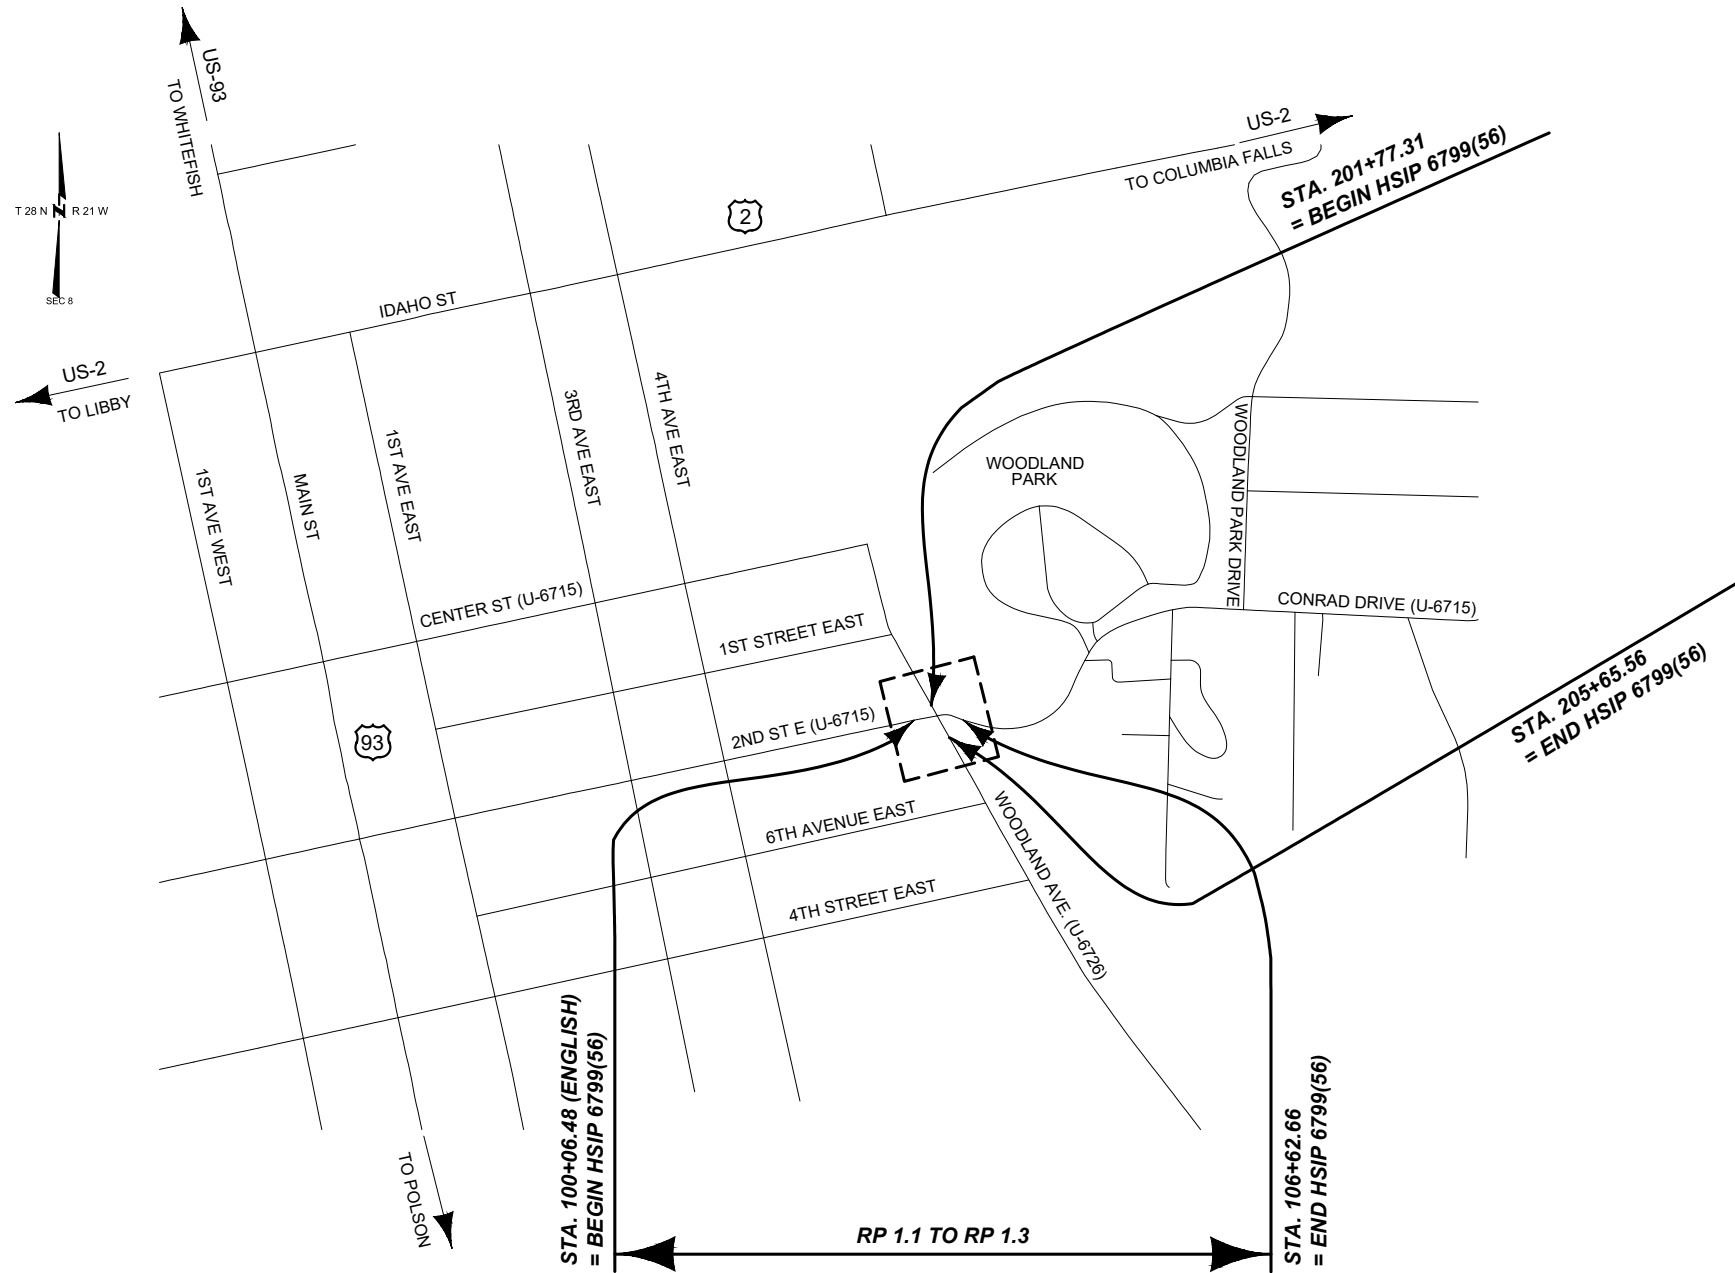 US-93
TO WHITEFISH
US-2
TO COLUMBIA FALLS
STA. 201+77.31
= BEGIN HSIP 6799(56)
T 28 N N R 21 W
SEC 8
2
IDAHO ST
US-2
TO LIBBY
1ST AVE WEST
MAIN ST
1ST AVE EAST
3RD AVE EAST
4TH AVE EAST
WOODLAND
PARK
WOODLAND PARK DRIVE
CENTER ST (U-6715)
CONRAD DRIVE (U-6715)
1ST STREET EAST
2ND ST E (U-6715)
93
STA. 205+65.56
= END HSIP 6799(56)
6TH AVENUE EAST
4TH STREET EAST
WOODLAND AVE. (U-6726)
STA. 100+06.48 (ENGLISH)
= BEGIN HSIP 6799(56)
STA. 106+62.66
= END HSIP 6799(56)
TO POLSON
RP 1.1 TO RP 1.3